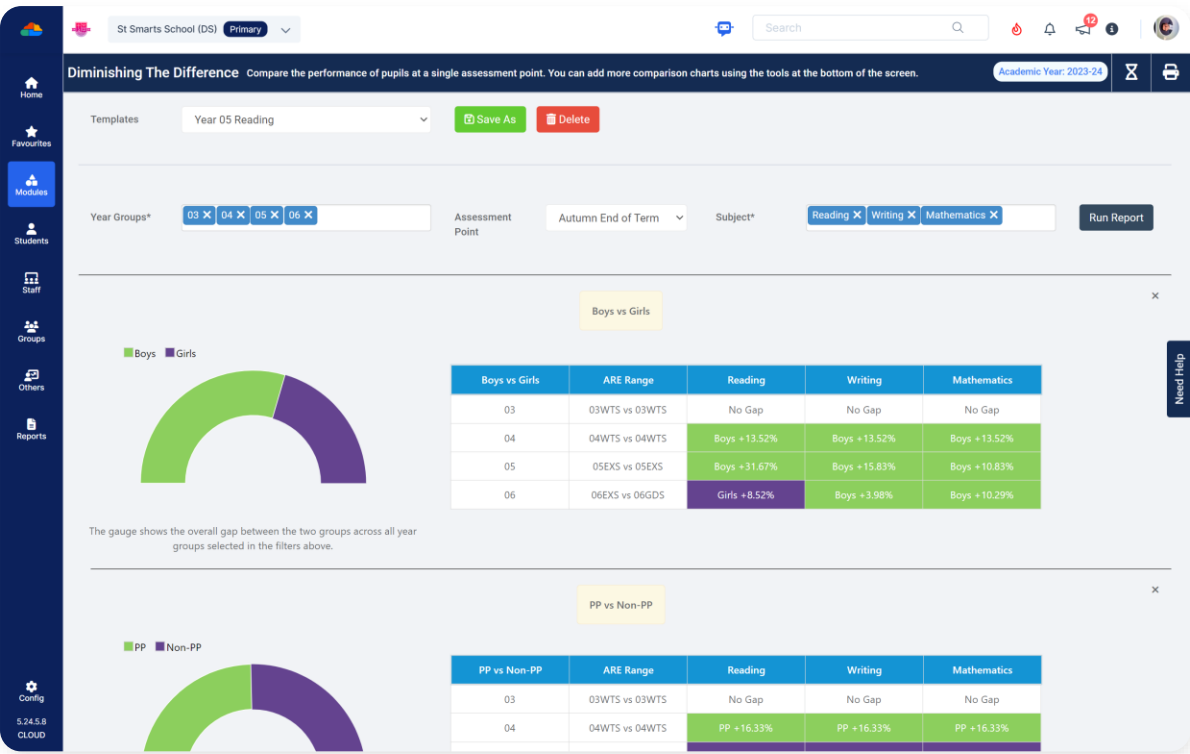 St Smarts School (DS) Primary
Search
12
Diminishing The Difference Compare the performance of pupils at a single assessment point. You can add more comparison charts using the tools at the bottom of the screen.
Academic Year: 2023-24
Home
Favourites
Modules
Students
Staff
Groups
Others
Reports
Config
5.24.5.8
CLOUD
Templates
Year 05 Reading
Save As
Delete
Year Groups*
03 × 04 × 05 × 06 ×
Assessment
Point
Autumn End of Term
Subject*
Reading × Writing × Mathematics ×
Run Report
Need Help
×
Boys vs Girls
Boys Girls
Boys vs Girls ARE Range Reading Writing Mathematics
03 03WTS vs 03WTS No Gap No Gap No Gap
04 04WTS vs 04WTS Boys +13.52% Boys +13.52% Boys +13.52%
05 05EXS vs 05EXS Boys +31.67% Boys +15.83% Boys +10.83%
06 06EXS vs 06GDS Girls +8.52% Boys +3.98% Boys +10.29%
The gauge shows the overall gap between the two groups across all year
groups selected in the filters above.
×
PP vs Non-PP
PP Non-PP
PP vs Non-PP ARE Range Reading Writing Mathematics
03 03WTS vs 03WTS No Gap No Gap No Gap
04 04WTS vs 04WTS PP +16.33% PP +16.33% PP +16.33%